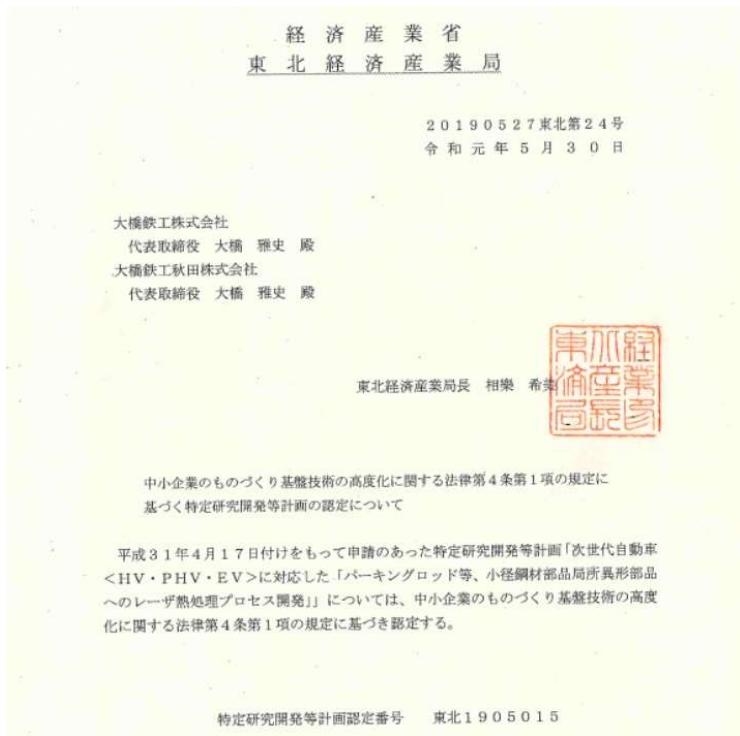 経済産業省
東北経済産業局
20190527東北第24号
令和元年5月30日
大橋鉄工株式会社
代表取締役 大橋 雅史 殿
大橋鉄工秋田株式会社
代表取締役 大橋 雅史 殿
東北経済産業局長 相樂 希美
経済産業
東北経済産業局長印
中小企業のものづくり基盤技術の高度化に関する法律第4条第1項の規定に
基づく特定研究開発等計画の認定について
平成31年4月17日付けをもって申請のあった特定研究開発等計画「次世代自動車
<HV・PHV・EV>に対応した「パーキングロッド等、小径鋼材部品局所異形部品
へのレーザ熱処理プロセス開発」」については、中小企業のものづくり基盤技術の高度
化に関する法律第4条第1項の規定に基づき認定する。
特定研究開発等計画認定番号 東北1905015